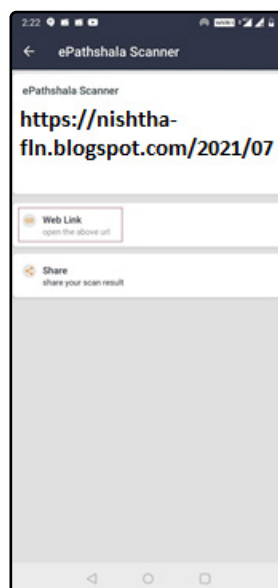 2:22
ePathshala Scanner
ePathshala Scanner
https://nishtha-
fln.blogspot.com/2021/07
Web Link
open the above url
Share
share your scan result